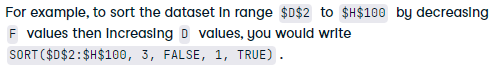 For example, to sort the dataset in range $D$2 to $H$100 by decreasing
F values then increasing D values, you would write
SORT($D$2:$H$100, 3, FALSE, 1, TRUE) .